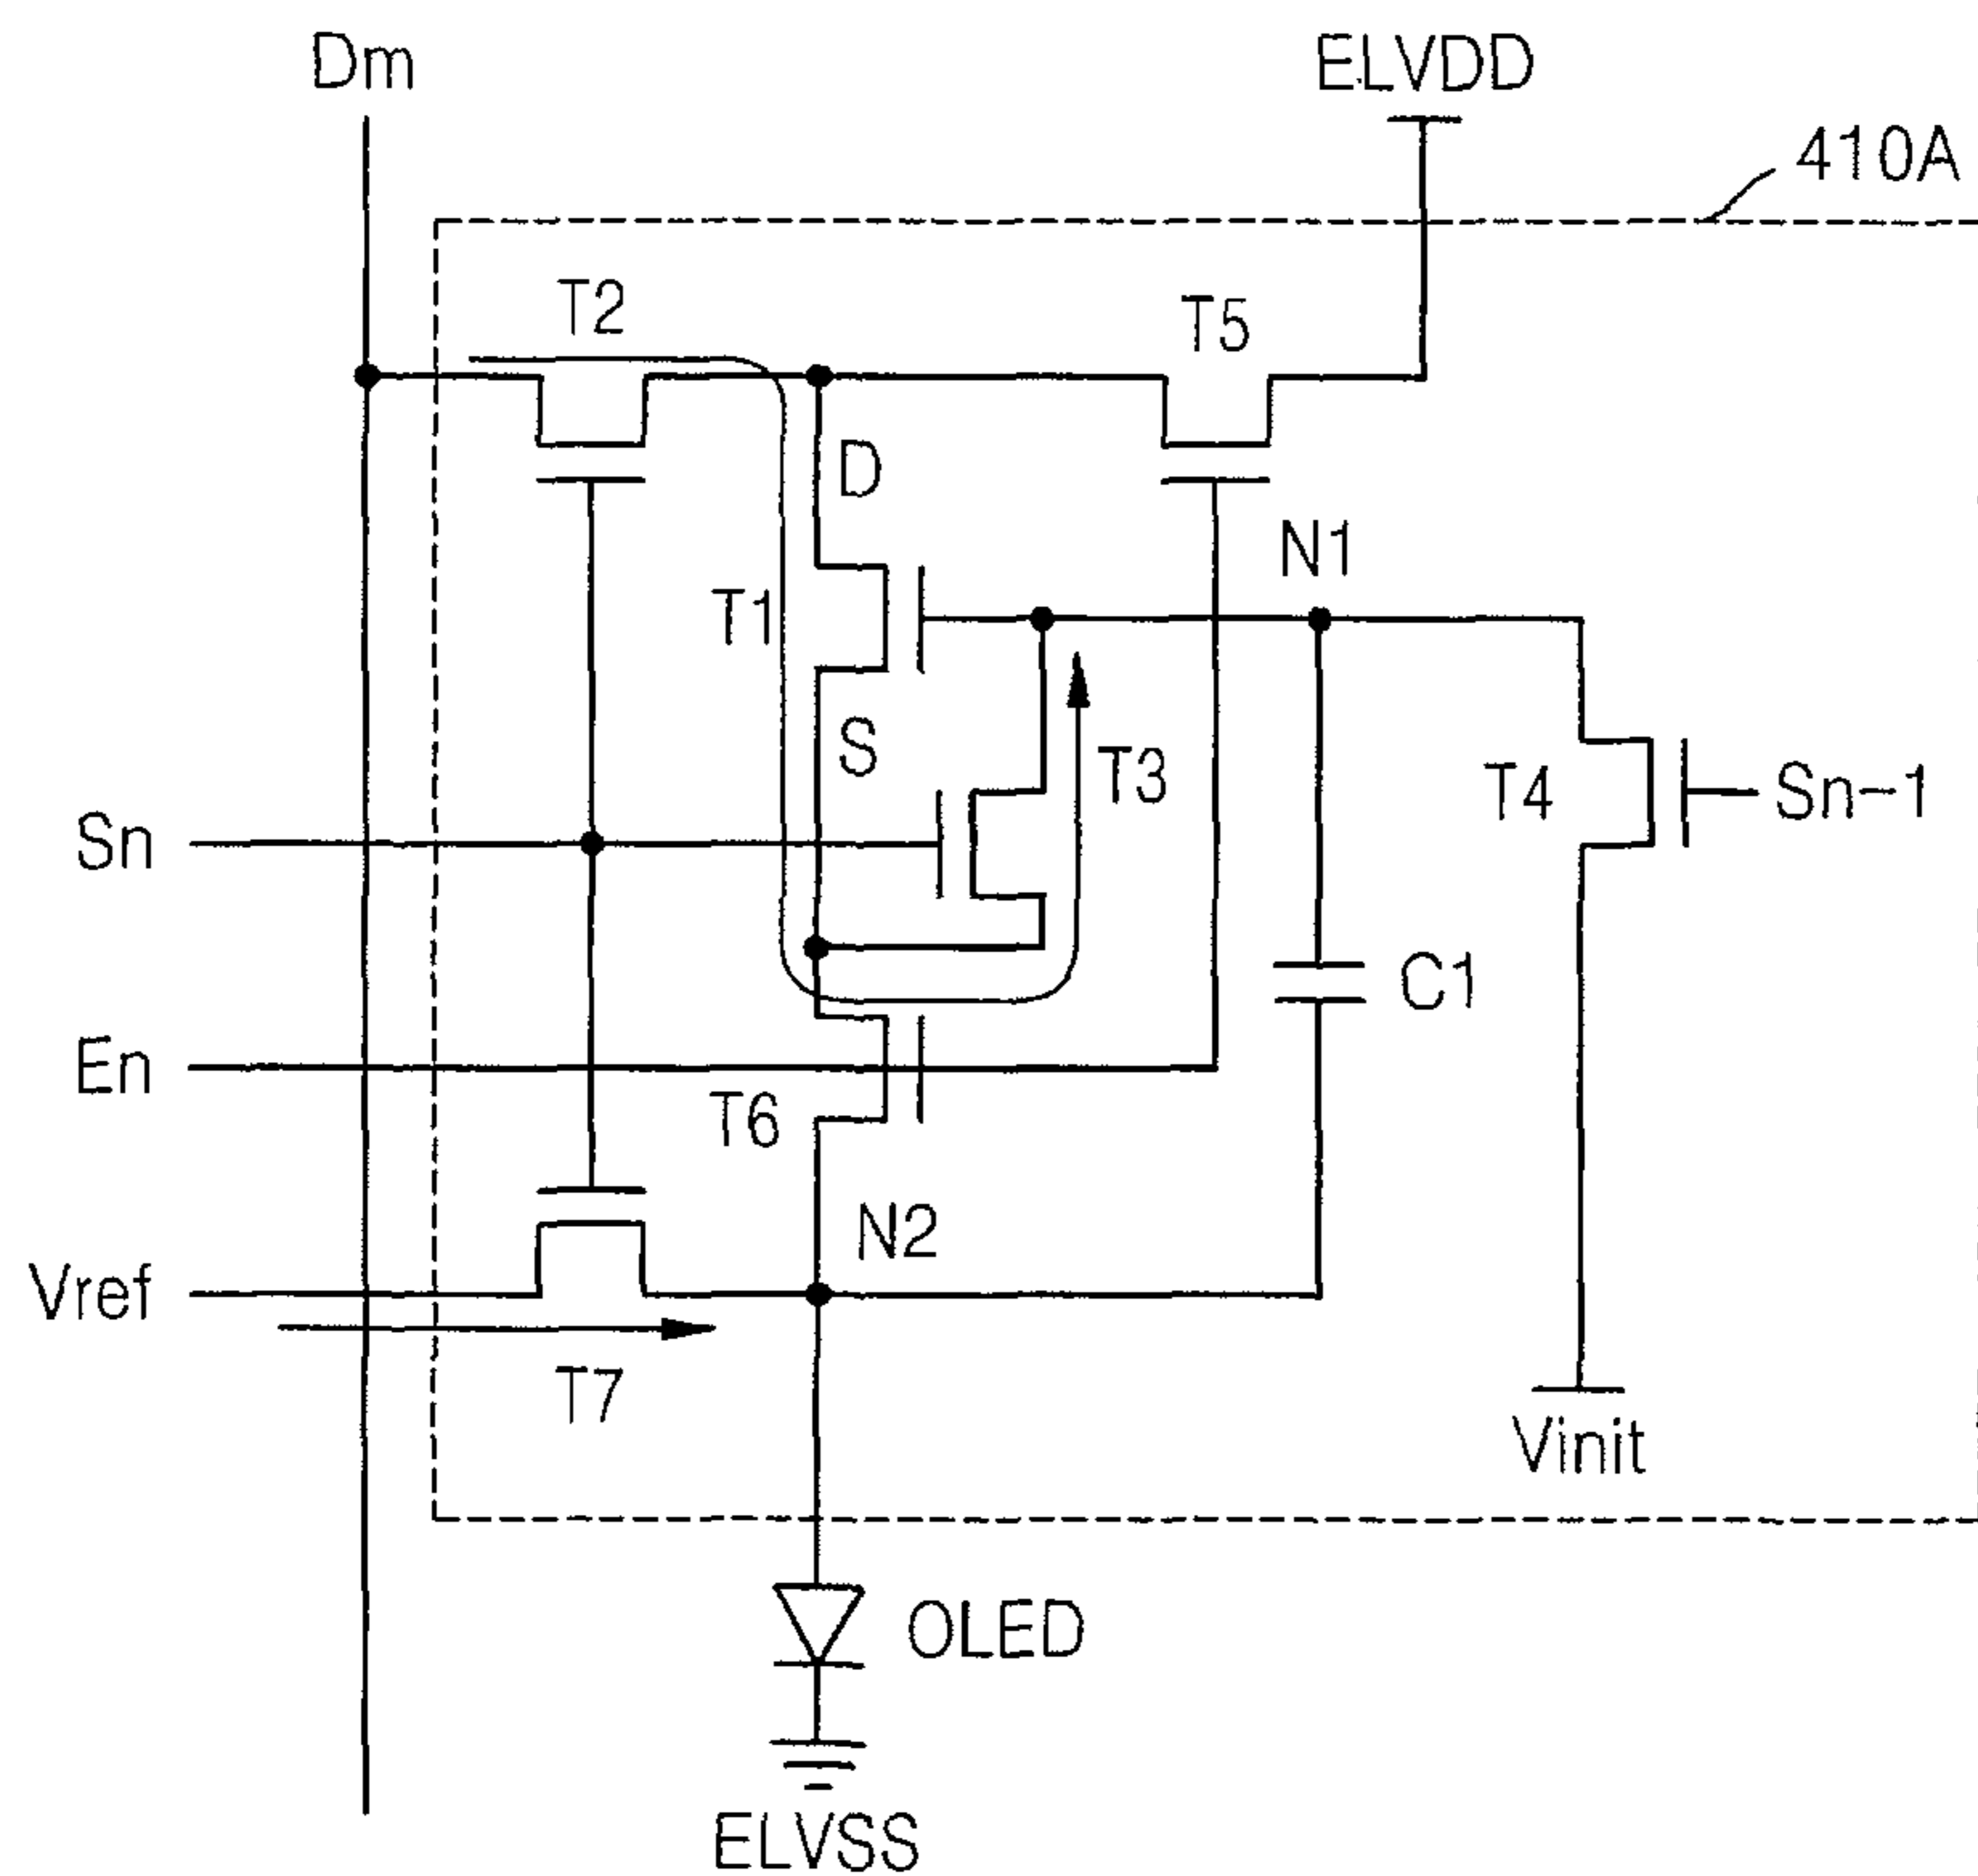 Dm
ELVDD
410A
T2
T5
D
N1
T1
S
T3
T4
Sn-1
Sn
C1
En
T6
N2
Vref
T7
Vinit
OLED
ELVSS